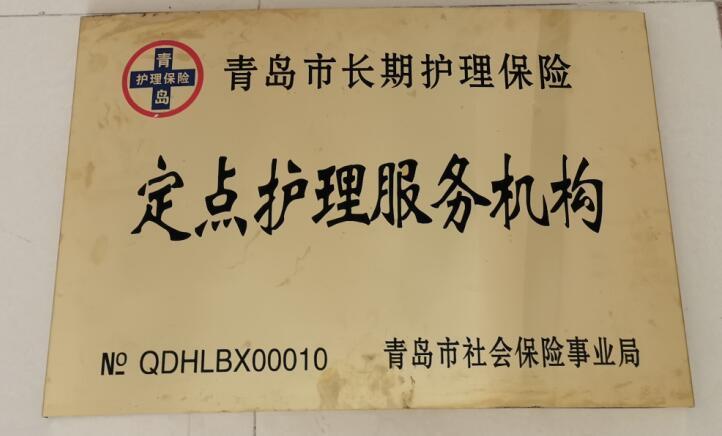 青
护理保险
岛
青岛市长期护理保险
定点护理服务机构
№ QDHLBX00010
青岛市社会保险事业局